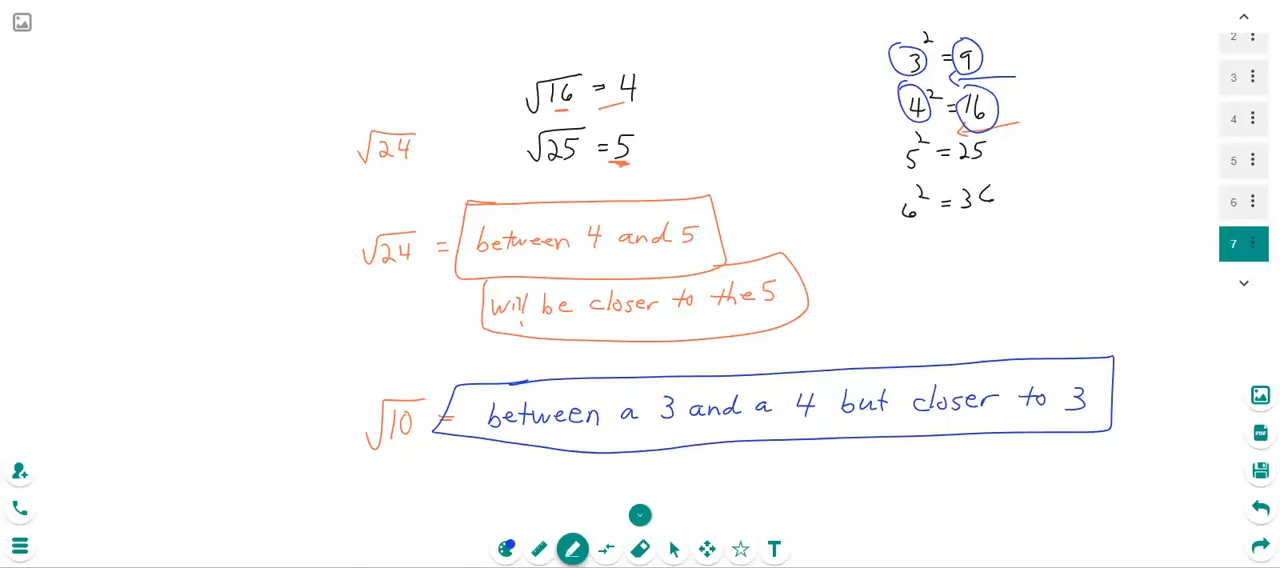 √16 = 4
√24
√25 = 5
√24 = between 4 and 5
will be closer to the 5
√10 = between a 3 and a 4 but closer to 3
3² = 9
4² = 16
5² = 25
6² = 36
2
3
4
5
6
7
PDF
T